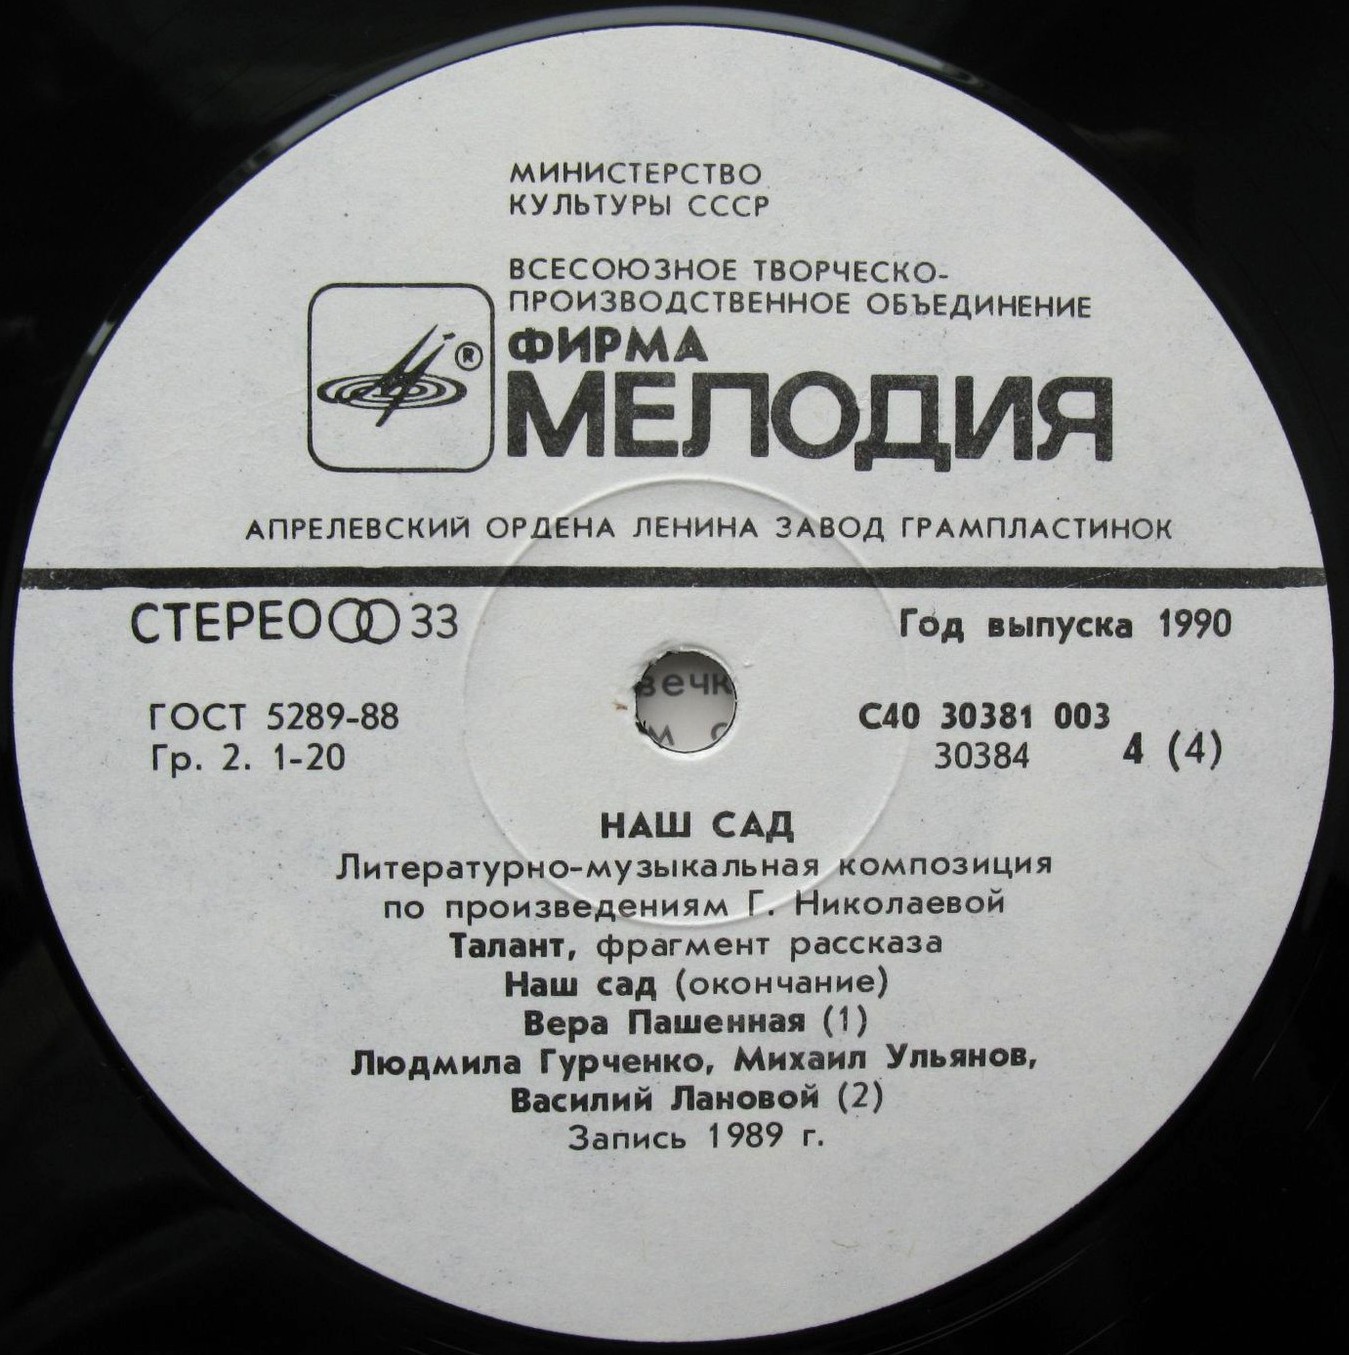 МИНИСТЕРСТВО
КУЛЬТУРЫ СССР
ВСЕСОЮЗНОЕ ТВОРЧЕСКО-
ПРОИЗВОДСТВЕННОЕ ОБЪЕДИНЕНИЕ
ФИРМА
®
МЕЛОДИЯ
АПРЕЛЕВСКИЙ ОРДЕНА ЛЕНИНА ЗАВОД ГРАМПЛАСТИНОК
СТЕРЕО 33
Год выпуска 1990
ГОСТ 5289-88
Гр. 2. 1-20
С40 30381 003
30384 4 (4)
НАШ САД
Литературно-музыкальная композиция
по произведениям Г. Николаевой
Талант, фрагмент рассказа
Наш сад (окончание)
Вера Пашенная (1)
Людмила Гурченко, Михаил Ульянов,
Василий Лановой (2)
Запись 1989 г.